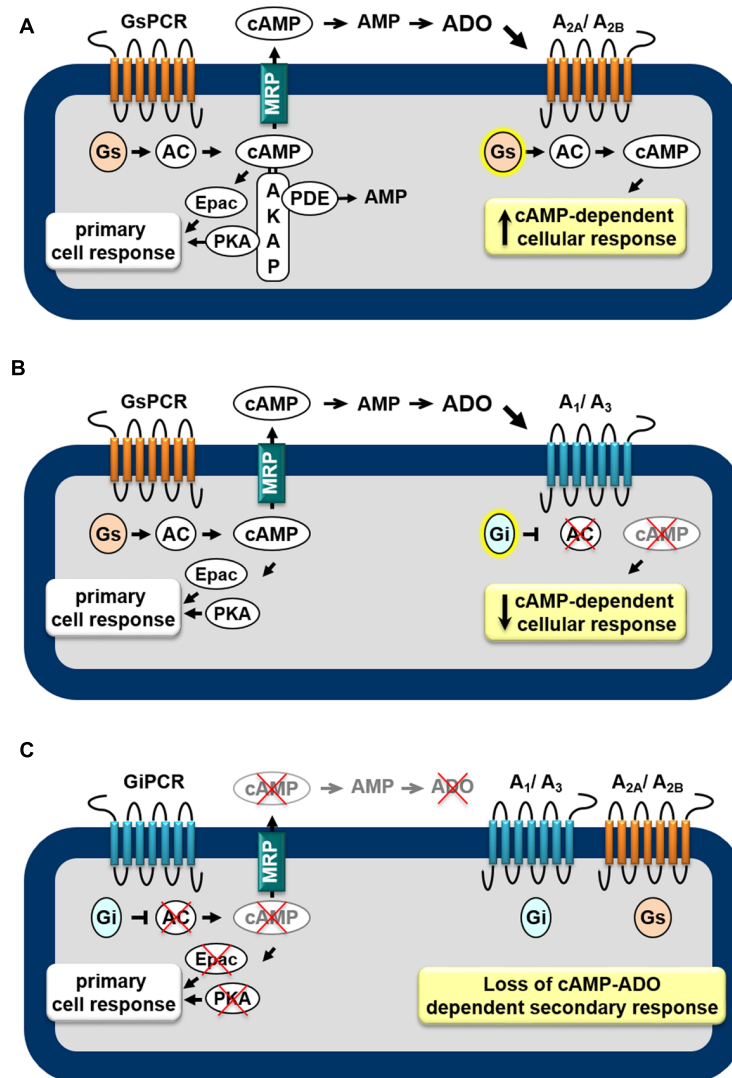 A
GsPCR
cAMP
AMP
ADO
A2A/ A2B
MRP
Gs
AC
cAMP
Gs
AC
cAMP
Epac
A
K
A
P
PDE
AMP
PKA
primary
cell response
cAMP-dependent
cellular response
B
GsPCR
cAMP
AMP
ADO
A1/ A3
MRP
Gs
AC
cAMP
Gi
AC
cAMP
Epac
PKA
primary
cell response
cAMP-dependent
cellular response
C
GiPCR
cAMP
AMP
ADO
A1/ A3
A2A/ A2B
MRP
Gi
AC
cAMP
Gi
Gs
Epac
PKA
primary
cell response
Loss of cAMP-ADO
dependent secondary response